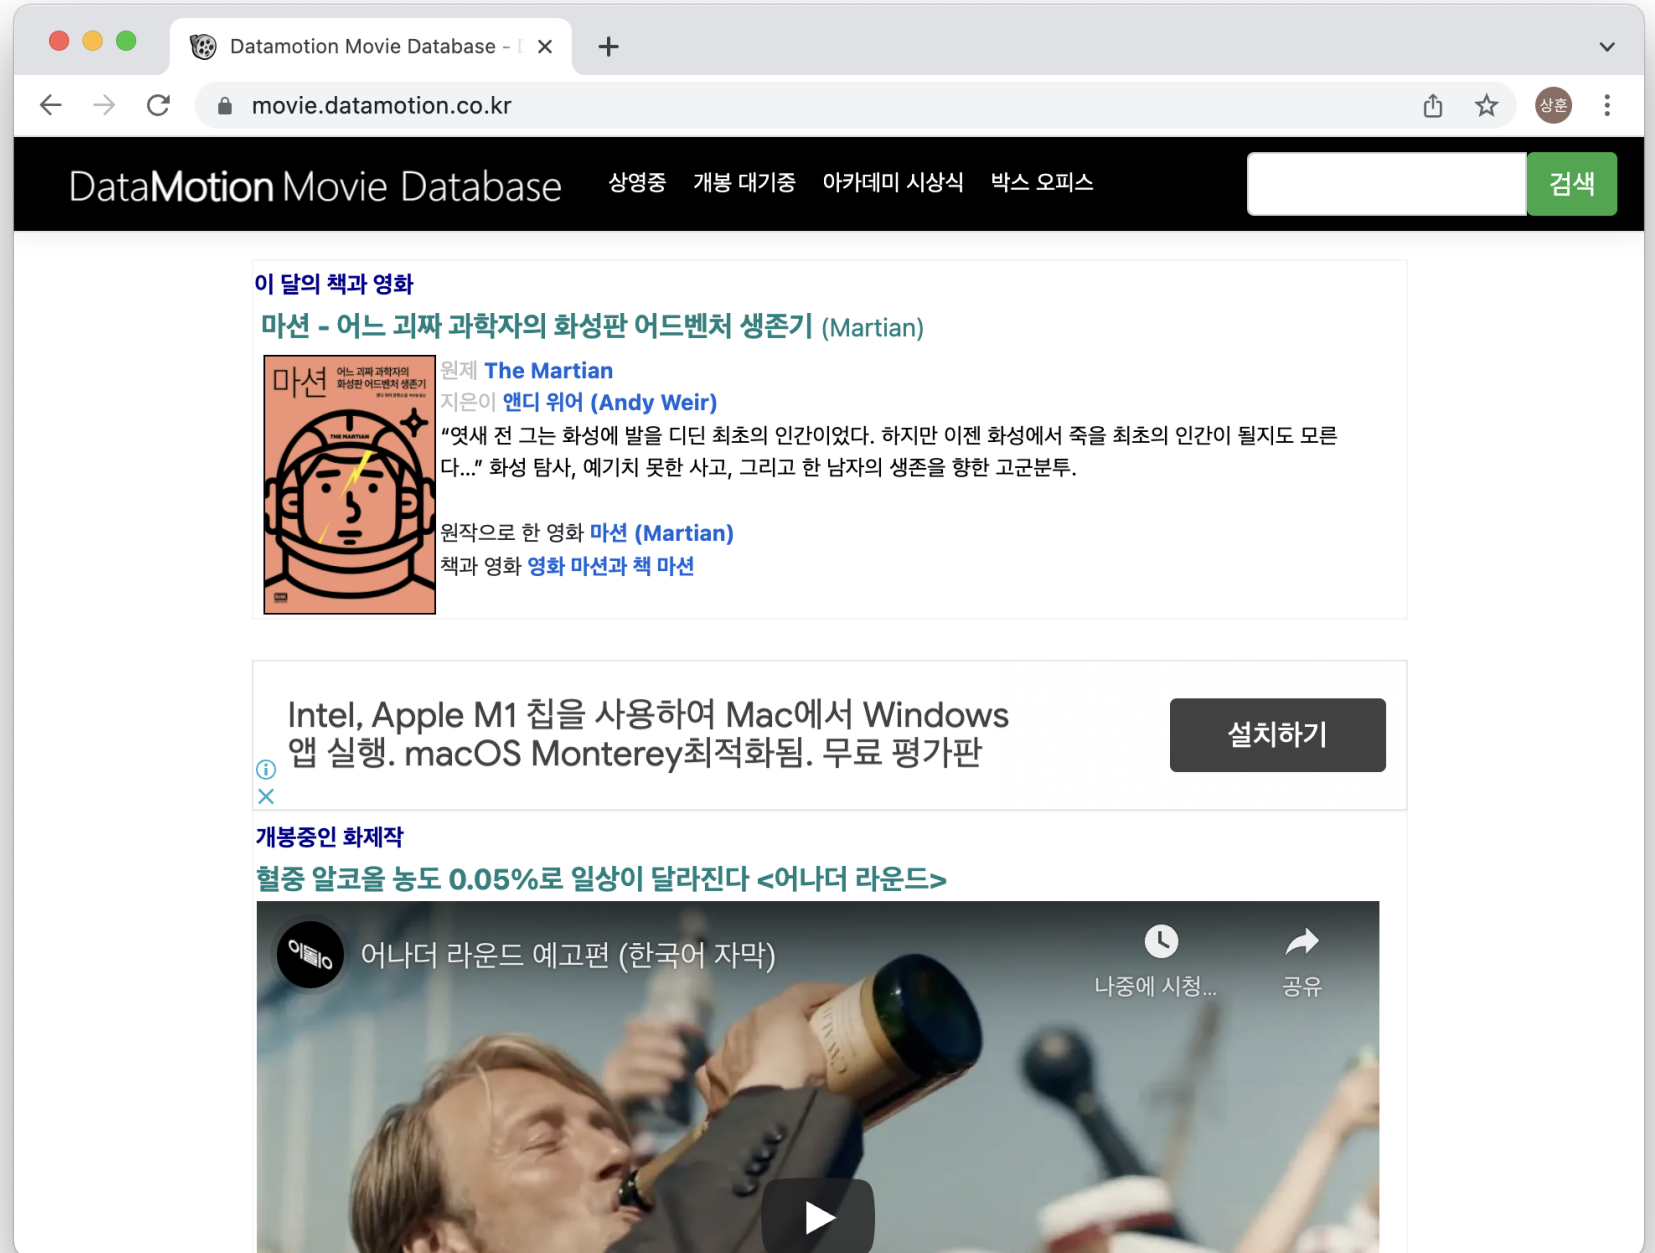 Datamotion Movie Database -
movie.datamotion.co.kr
상훈
DataMotion Movie Database
상영중 개봉 대기중 아카데미 시상식 박스 오피스
검색
이 달의 책과 영화
마션 - 어느 괴짜 과학자의 화성판 어드벤처 생존기 (Martian)
마션
어느 괴짜 과학자의
화성판 어드벤처 생존기
THE MARTIAN
원제 The Martian
지은이 앤디 위어 (Andy Weir)
“엿새 전 그는 화성에 발을 디딘 최초의 인간이었다. 하지만 이젠 화성에서 죽을 최초의 인간이 될지도 모른
다...” 화성 탐사, 예기치 못한 사고, 그리고 한 남자의 생존을 향한 고군분투.
원작으로 한 영화 마션 (Martian)
책과 영화 영화 마션과 책 마션
Intel, Apple M1 칩을 사용하여 Mac에서 Windows
앱 실행. macOS Monterey최적화됨. 무료 평가판
설치하기
개봉중인 화제작
혈중 알코올 농도 0.05%로 일상이 달라진다 <어나더 라운드>
어나더 라운드 예고편 (한국어 자막)
나중에 시청...
공유